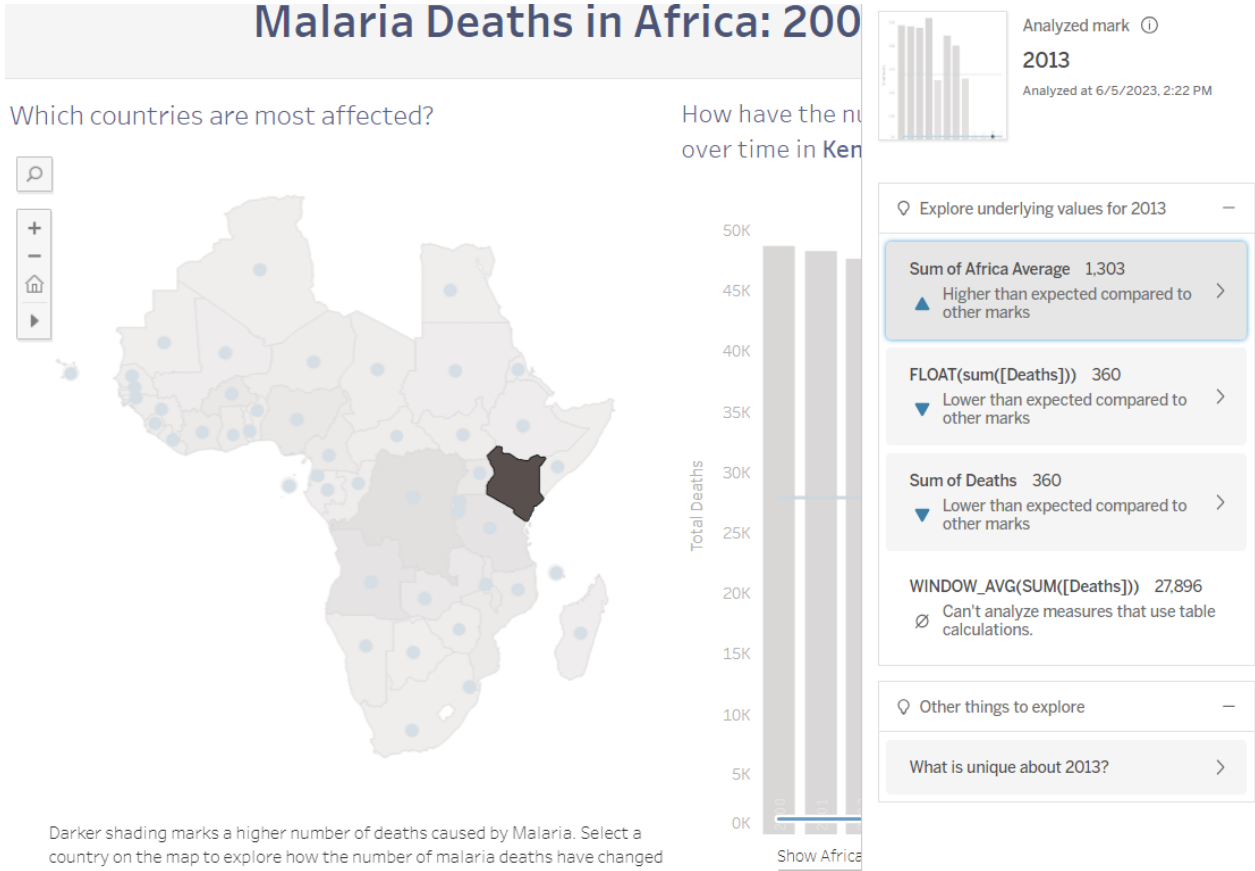 Malaria Deaths in Africa: 200
Which countries are most affected?
How have the nu
over time in Ken
50K
45K
40K
35K
30K
25K
20K
15K
10K
5K
0K
Total Deaths
Show Africa
Darker shading marks a higher number of deaths caused by Malaria. Select a
country on the map to explore how the number of malaria deaths have changed
Analyzed mark
2013
Analyzed at 6/5/2023, 2:22 PM
Explore underlying values for 2013
Sum of Africa Average 1,303
Higher than expected compared to
other marks
FLOAT(sum([Deaths])) 360
Lower than expected compared to
other marks
Sum of Deaths 360
Lower than expected compared to
other marks
WINDOW_AVG(SUM([Deaths])) 27,896
Can't analyze measures that use table
calculations.
Other things to explore
What is unique about 2013?